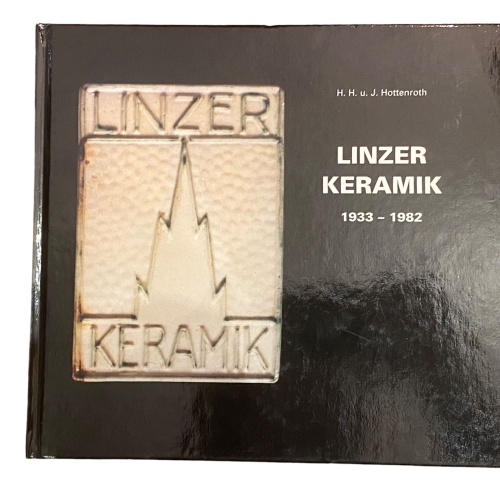 LINZER
KERAMIK
H. H. u. J. Hottenroth
LINZER
KERAMIK
1933 – 1982